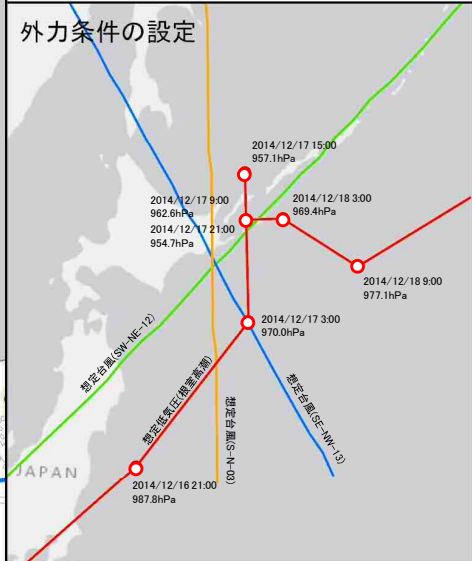 外力条件の設定
2014/12/17 15:00
957.1hPa
2014/12/17 9:00
962.6hPa
2014/12/17 21:00
954.7hPa
2014/12/18 3:00
969.4hPa
2014/12/18 9:00
977.1hPa
2014/12/17 3:00
970.0hPa
想定台風(SW-NE-12)
想定低気圧(根室高潮)
想定台風(S-N-03)
想定台風(SE-NW-13)
JAPAN
2014/12/16 21:00
987.8hPa